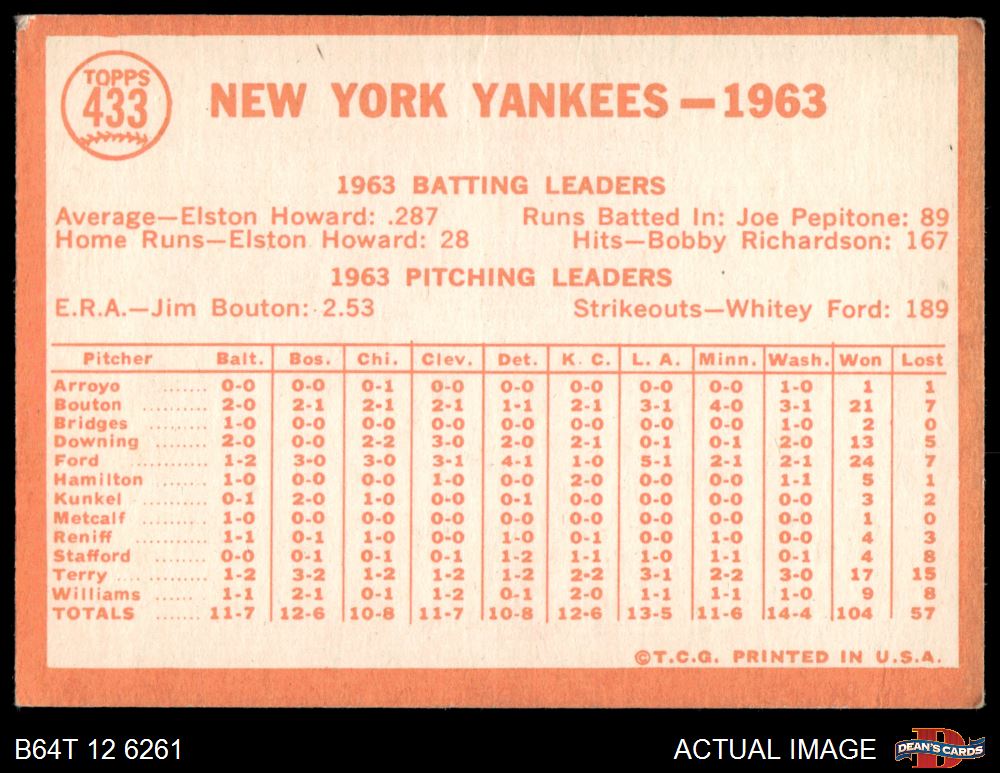 TOPPS
433
NEW YORK YANKEES—1963
1963 BATTING LEADERS
Average—Elston Howard: .287 Runs Batted In: Joe Pepitone: 89
Home Runs—Elston Howard: 28 Hits—Bobby Richardson: 167
1963 PITCHING LEADERS
E.R.A.—Jim Bouton: 2.53 Strikeouts—Whitey Ford: 189
Pitcher Balt. Bos. Chi. Clev. Det. K. C. L. A. Minn. Wash. Won Lost
Arroyo ....... 0-0 0-0 0-1 0-0 0-0 0-0 0-0 0-0 1-0 1 1
Bouton .......... 2-0 2-1 2-1 2-1 1-1 2-1 3-1 4-0 3-1 21 7
Bridges .......... 1-0 0-0 0-0 0-0 0-0 0-0 0-0 0-0 1-0 2 0
Downing ........ 2-0 0-0 2-2 3-0 2-0 2-1 0-1 0-1 2-0 13 5
Ford ............ 1-2 3-0 3-0 3-1 4-1 1-0 5-1 2-1 2-1 24 7
Hamilton ....... 1-0 0-0 0-0 1-0 0-0 2-0 0-0 0-0 1-1 5 1
Kunkel .......... 0-1 2-0 1-0 0-0 0-1 0-0 0-0 0-0 0-0 3 2
Metcalf .......... 1-0 0-0 0-0 0-0 0-0 0-0 0-0 0-0 0-0 1 0
Reniff .......... 1-1 0-1 1-0 0-0 1-0 0-1 0-0 1-0 0-0 4 3
Stafford ........ 0-0 0-1 0-1 0-1 1-2 1-1 1-0 1-1 0-1 4 8
Terry .... ....... 1-2 3-2 1-2 1-2 1-2 2-2 3-1 2-2 3-0 17 15
Williams ...... 1-1 2-1 0-1 1-2 0-1 2-0 1-1 1-1 1-0 9 8
TOTALS ....... 11-7 12-6 10-8 11-7 10-8 12-6 13-5 11-6 14-4 104 57
©T.C.G. PRINTED IN U.S.A.
B64T 12 6261 ACTUAL IMAGE D DEAN'S CARDS